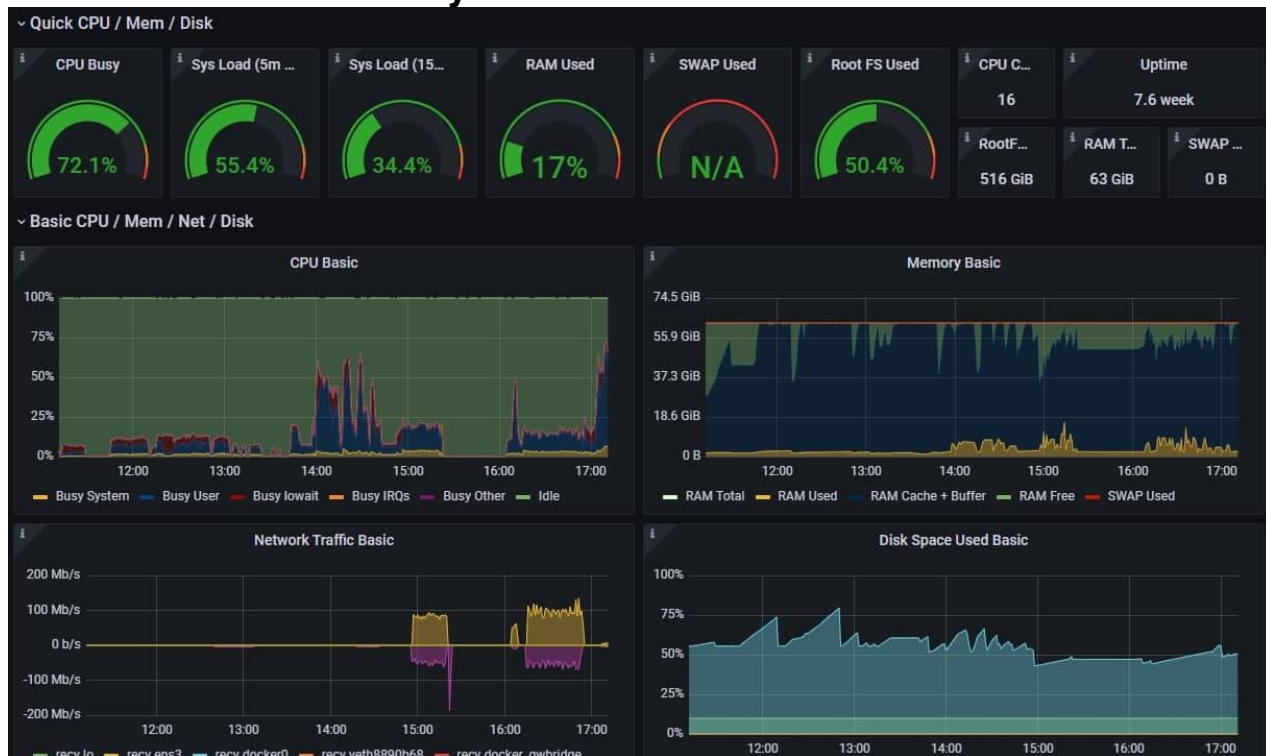 Quick CPU / Mem / Disk
CPU Busy
Sys Load (5m ...
Sys Load (15...
RAM Used
SWAP Used
Root FS Used
CPU C...
Uptime
16
7.6 week
72.1%
55.4%
34.4%
17%
N/A
50.4%
RootF...
RAM T...
SWAP ...
516 GiB
63 GiB
0 B
Basic CPU / Mem / Net / Disk
CPU Basic
100%
75%
50%
25%
0%
12:00 13:00 14:00 15:00 16:00 17:00
Busy System Busy User Busy Iowait Busy IRQs Busy Other Idle
Memory Basic
74.5 GiB
55.9 GiB
37.3 GiB
18.6 GiB
0 B
12:00 13:00 14:00 15:00 16:00 17:00
RAM Total RAM Used RAM Cache + Buffer RAM Free SWAP Used
Network Traffic Basic
200 Mb/s
100 Mb/s
0 b/s
-100 Mb/s
-200 Mb/s
12:00 13:00 14:00 15:00 16:00 17:00
recv lo recv ens3 recv docker0 recv veth8890b68 recv docker_gwbridge
Disk Space Used Basic
100%
75%
50%
25%
0%
12:00 13:00 14:00 15:00 16:00 17:00